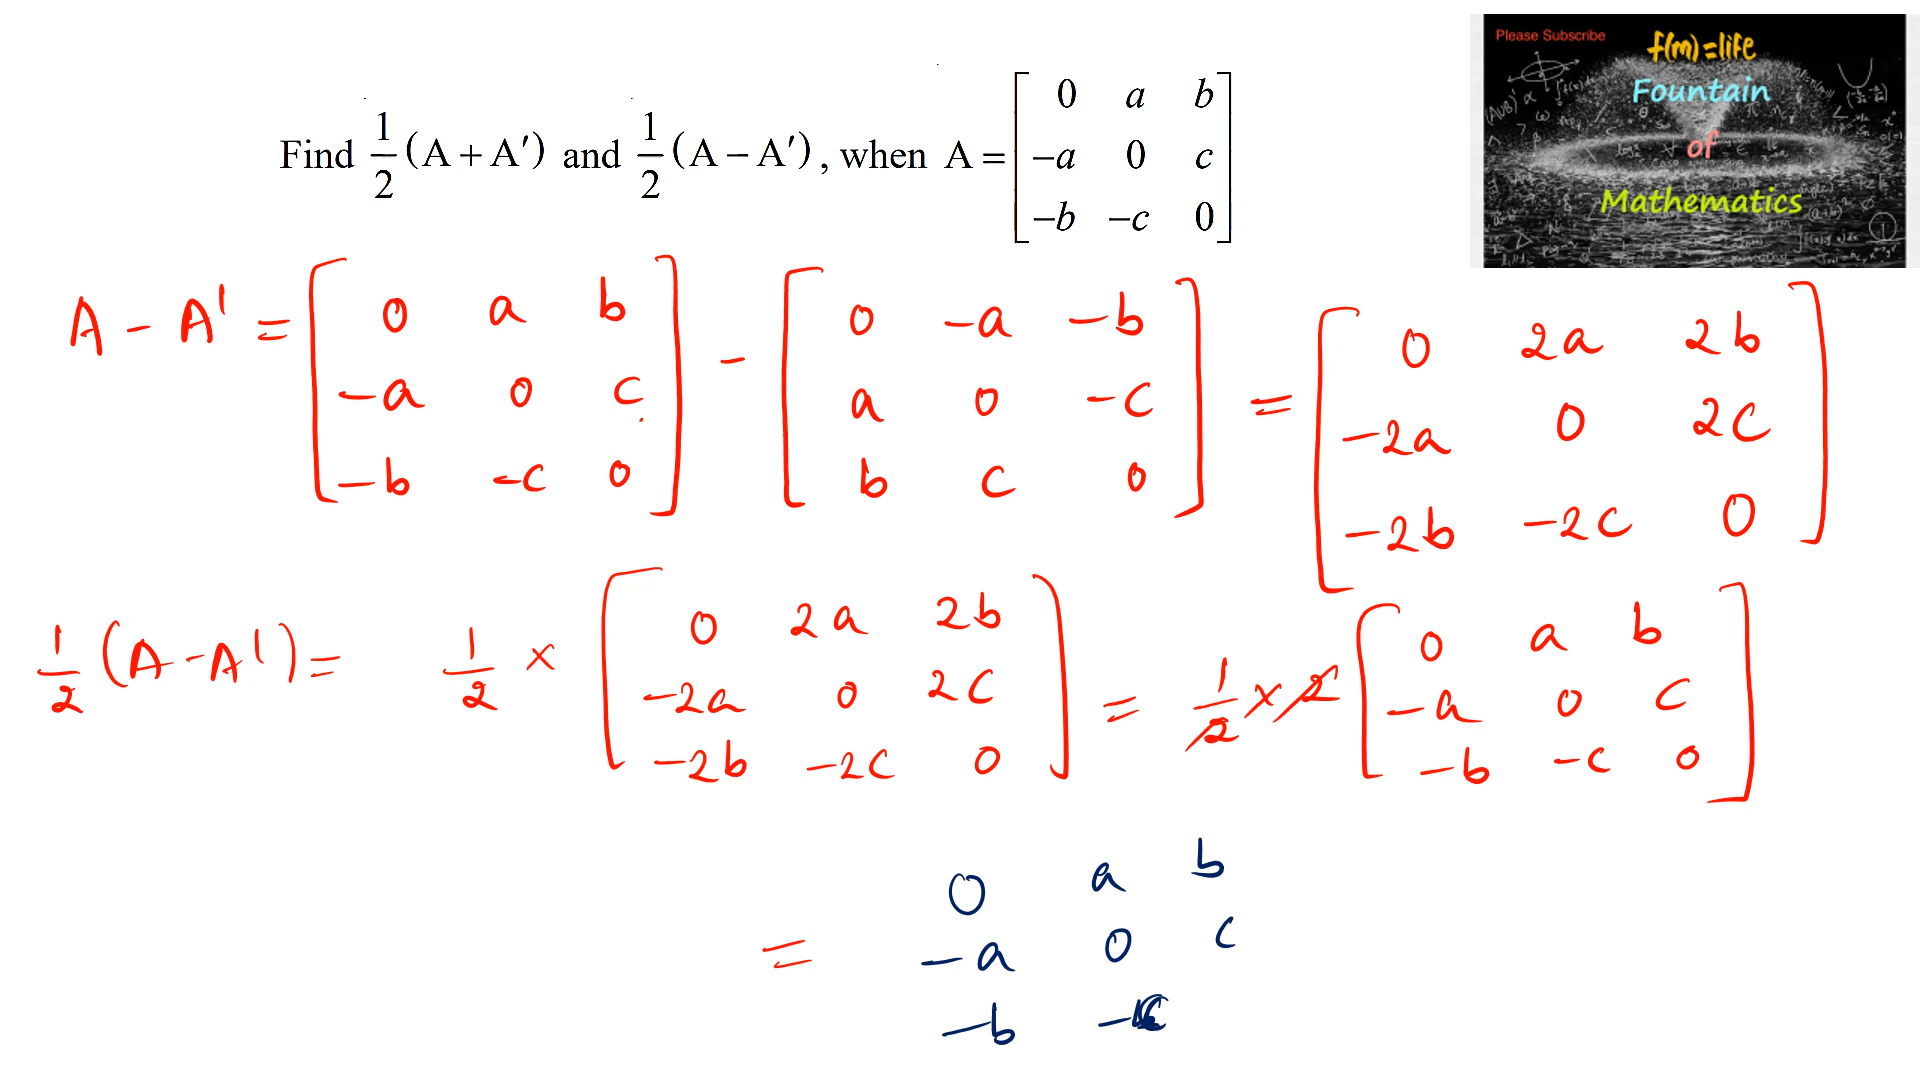 Please Subscribe
f(m)=life
Fountain
of
Mathematics
Find 1/2 (A + A′) and 1/2 (A − A′), when A = [ 0 a b
−a 0 c
−b −c 0 ]
A − A' = [ 0 a b ] − [ 0 −a −b ] = [ 0 2a 2b ]
[ −a 0 c ] [ a 0 −c ] [ −2a 0 2c ]
[ −b −c 0 ] [ b c 0 ] [ −2b −2c 0 ]
1/2 (A − A') = 1/2 × [ 0 2a 2b ] = 1/2 × 2 [ 0 a b ]
[ −2a 0 2c ] [ −a 0 c ]
[ −2b −2c 0 ] [ −b −c 0 ]
0 a b
= −a 0 c
−b −c